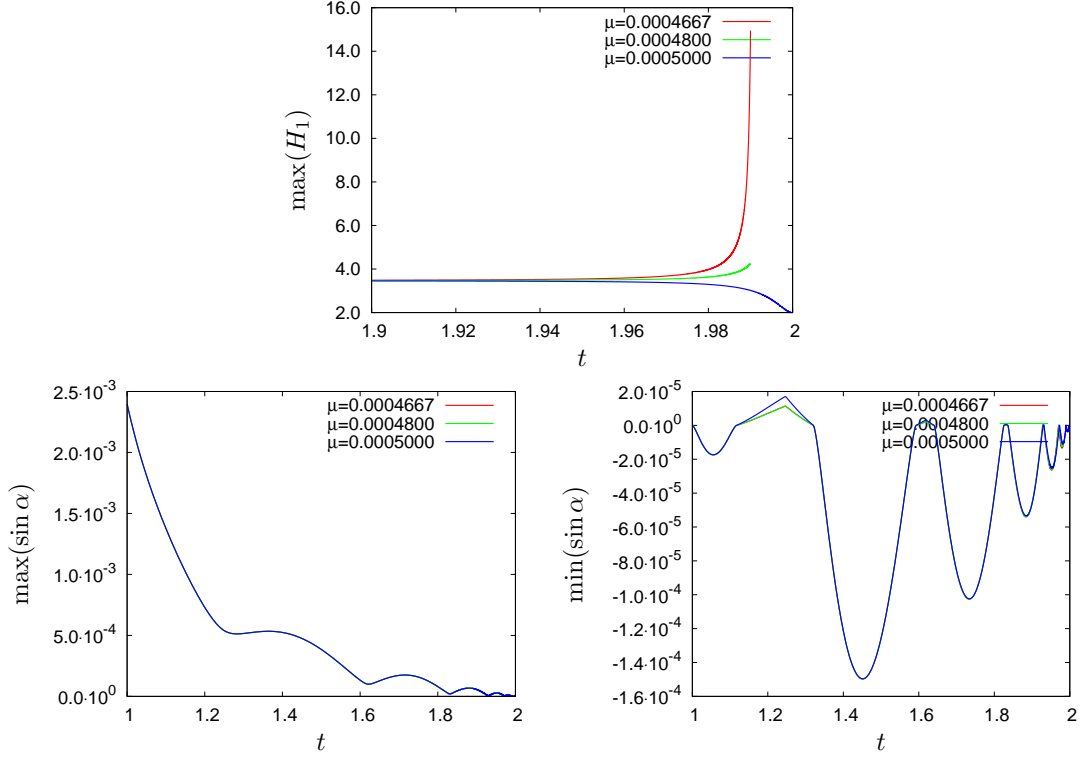 16.0
14.0
12.0
10.0
8.0
6.0
4.0
2.0
max(H₁)
μ=0.0004667
μ=0.0004800
μ=0.0005000
1.9 1.92 1.94 1.96 1.98 2
t
2.5·10⁻³
2.0·10⁻³
1.5·10⁻³
1.0·10⁻³
5.0·10⁻⁴
0.0·10⁰
max(sin α)
μ=0.0004667
μ=0.0004800
μ=0.0005000
1 1.2 1.4 1.6 1.8 2
t
2.0·10⁻⁵
0.0·10⁰
-2.0·10⁻⁵
-4.0·10⁻⁵
-6.0·10⁻⁵
-8.0·10⁻⁵
-1.0·10⁻⁴
-1.2·10⁻⁴
-1.4·10⁻⁴
-1.6·10⁻⁴
min(sin α)
μ=0.0004667
μ=0.0004800
μ=0.0005000
1 1.2 1.4 1.6 1.8 2
t